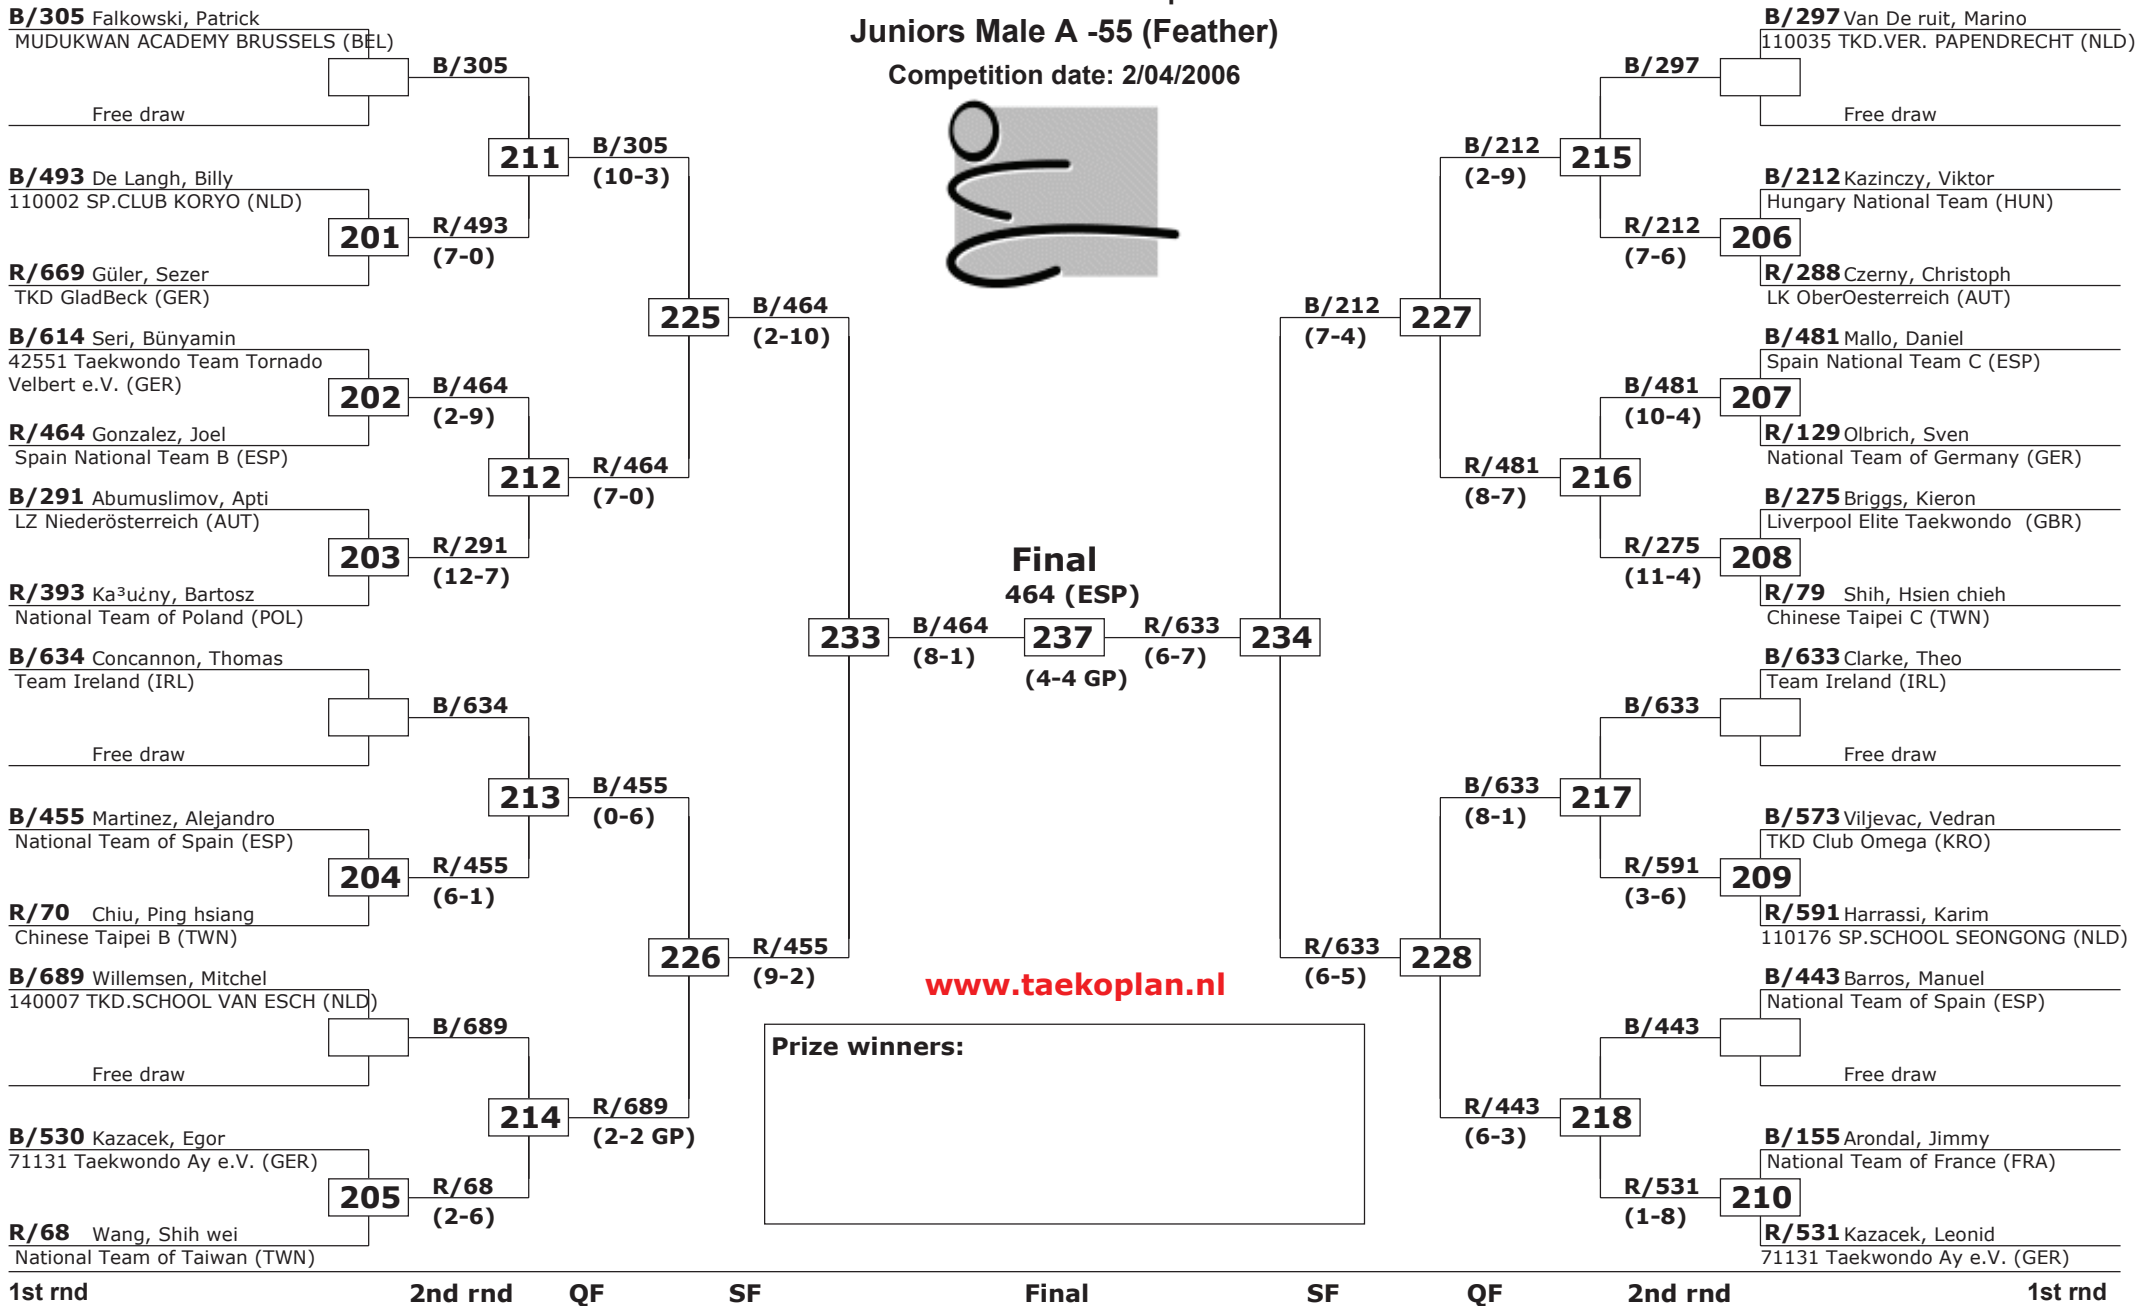 Juniors Male A -55 (Feather)
Competition date: 2/04/2006
B/305 Falkowski, Patrick
MUDUKWAN ACADEMY BRUSSELS (BEL)
B/305
Free draw
211
B/305
(10-3)
B/493 De Langh, Billy
110002 SP.CLUB KORYO (NLD)
201
R/493
(7-0)
R/669 Güler, Sezer
TKD GladBeck (GER)
225
B/464
(2-10)
B/614 Seri, Bünyamin
42551 Taekwondo Team Tornado
Velbert e.V. (GER)
202
B/464
(2-9)
R/464 Gonzalez, Joel
Spain National Team B (ESP)
212
R/464
(7-0)
B/291 Abumuslimov, Apti
LZ Niederösterreich (AUT)
203
R/291
(12-7)
R/393 Ka³u¿ny, Bartosz
National Team of Poland (POL)
233
B/464
(8-1)
B/634 Concannon, Thomas
Team Ireland (IRL)
B/634
Free draw
213
B/455
(0-6)
B/455 Martinez, Alejandro
National Team of Spain (ESP)
204
R/455
(6-1)
R/70 Chiu, Ping hsiang
Chinese Taipei B (TWN)
226
R/455
(9-2)
B/689 Willemsen, Mitchel
140007 TKD.SCHOOL VAN ESCH (NLD)
B/689
Free draw
214
R/689
(2-2 GP)
B/530 Kazacek, Egor
71131 Taekwondo Ay e.V. (GER)
205
R/68
(2-6)
R/68 Wang, Shih wei
National Team of Taiwan (TWN)
Final
464 (ESP)
237
(4-4 GP)
www.taekoplan.nl
Prize winners:
B/297 Van De ruit, Marino
110035 TKD.VER. PAPENDRECHT (NLD)
B/297
Free draw
B/212
(2-9)
215
B/212 Kazinczy, Viktor
Hungary National Team (HUN)
R/212
(7-6)
206
R/288 Czerny, Christoph
LK OberOesterreich (AUT)
B/212
(7-4)
227
B/481 Mallo, Daniel
Spain National Team C (ESP)
B/481
(10-4)
207
R/129 Olbrich, Sven
National Team of Germany (GER)
R/481
(8-7)
216
B/275 Briggs, Kieron
Liverpool Elite Taekwondo (GBR)
R/275
(11-4)
208
R/79 Shih, Hsien chieh
Chinese Taipei C (TWN)
R/633
(6-7)
234
B/633 Clarke, Theo
Team Ireland (IRL)
B/633
Free draw
B/633
(8-1)
217
B/573 Viljevac, Vedran
TKD Club Omega (KRO)
R/591
(3-6)
209
R/591 Harrassi, Karim
110176 SP.SCHOOL SEONGONG (NLD)
R/633
(6-5)
228
B/443 Barros, Manuel
National Team of Spain (ESP)
B/443
Free draw
R/443
(6-3)
218
B/155 Arondal, Jimmy
National Team of France (FRA)
R/531
(1-8)
210
R/531 Kazacek, Leonid
71131 Taekwondo Ay e.V. (GER)
1st rnd 2nd rnd QF SF Final SF QF 2nd rnd 1st rnd